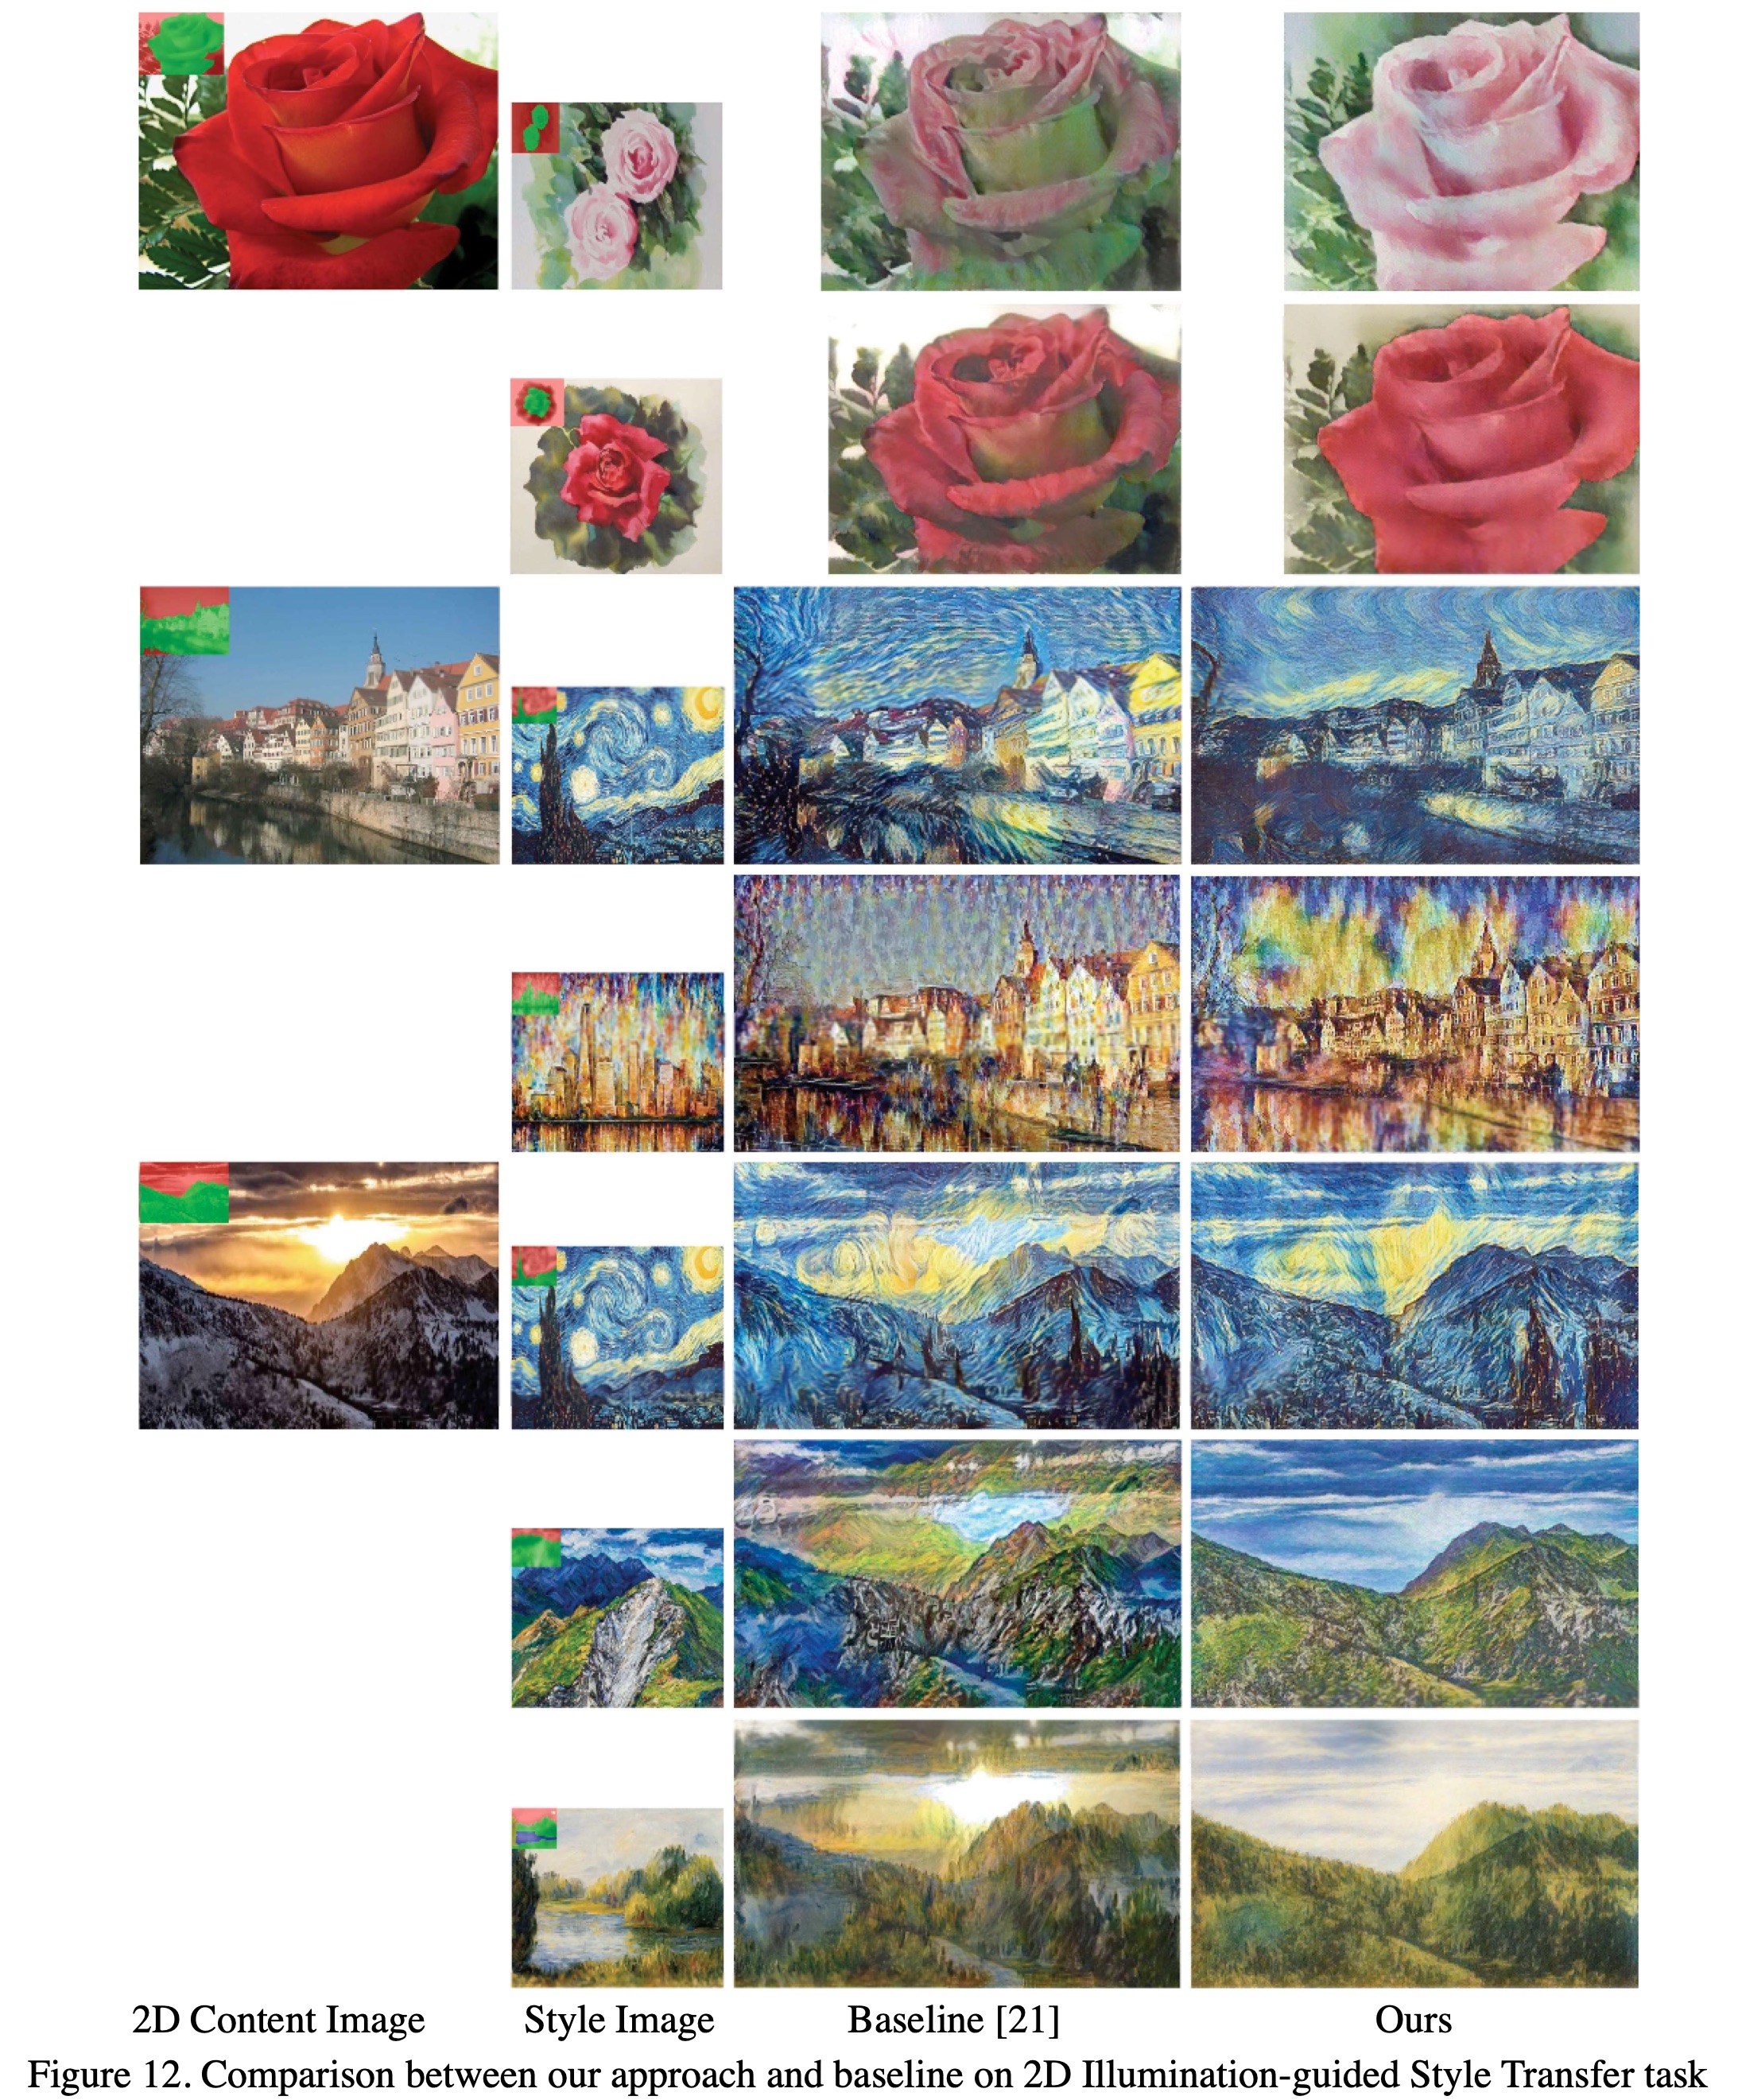 2D Content Image Style Image Baseline [21] Ours
Figure 12. Comparison between our approach and baseline on 2D Illumination-guided Style Transfer task